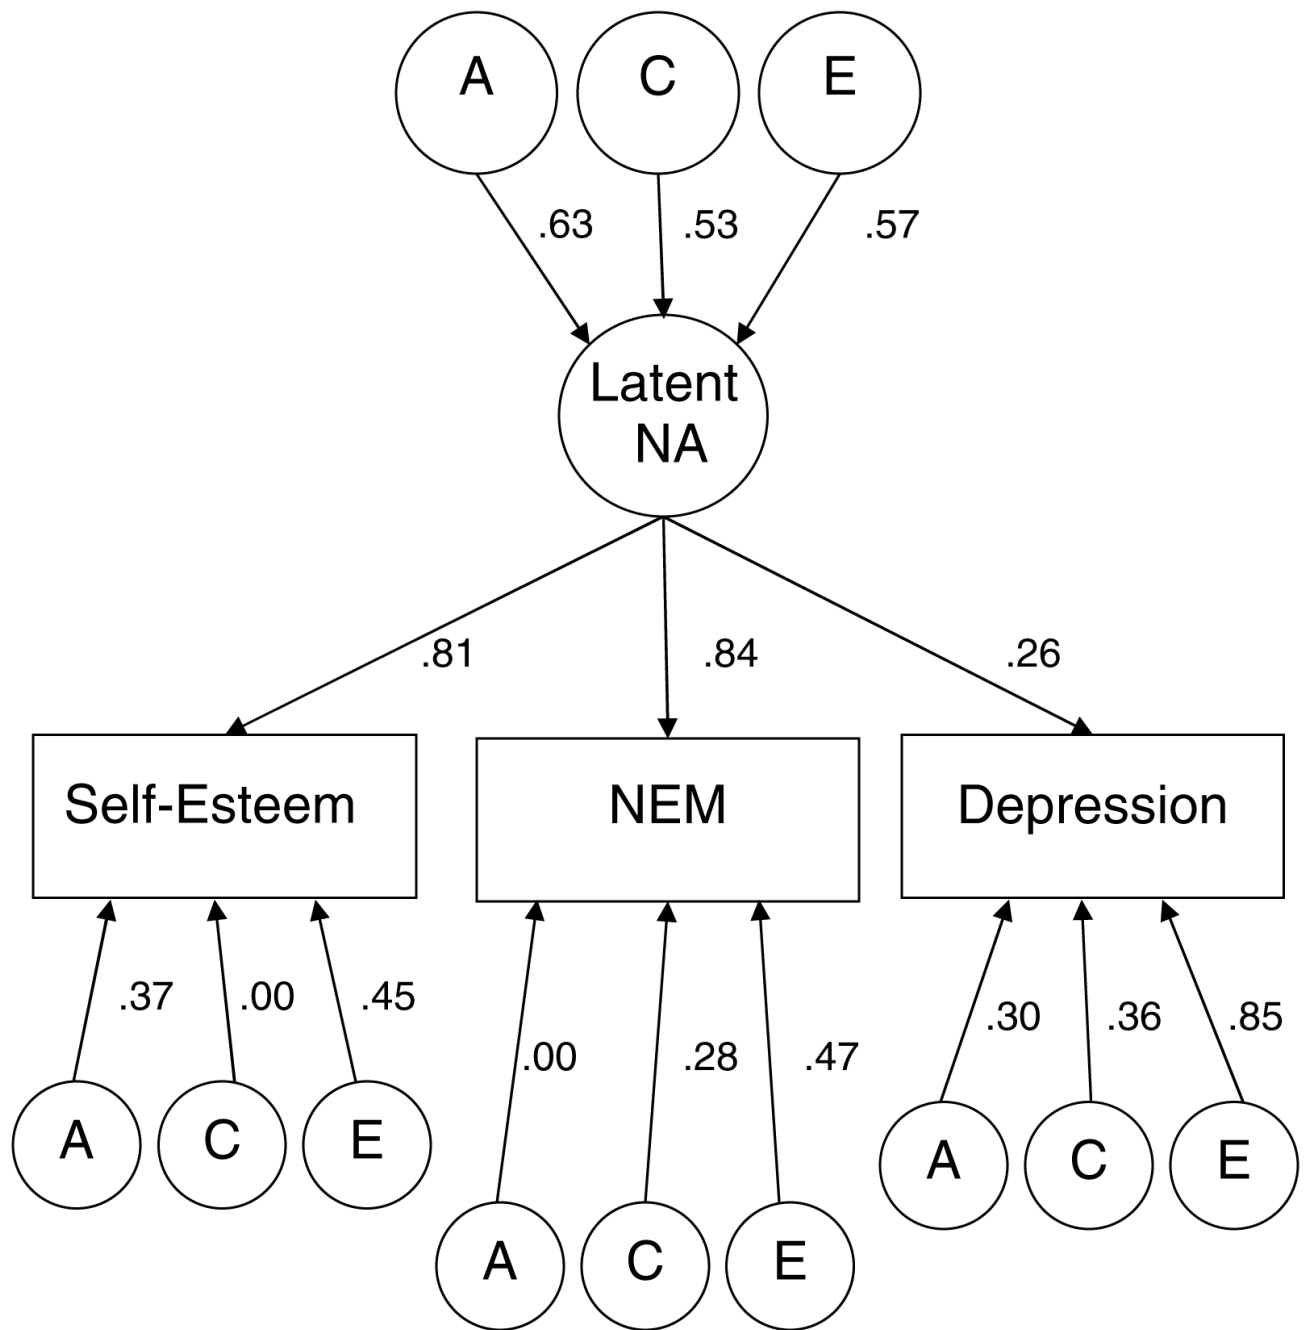 A C E
.63 .53 .57
Latent
NA
.81 .84 .26
Self-Esteem NEM Depression
.37 .00 .45
.30 .36 .85
.00 .28 .47
A C E
A C E
A C E